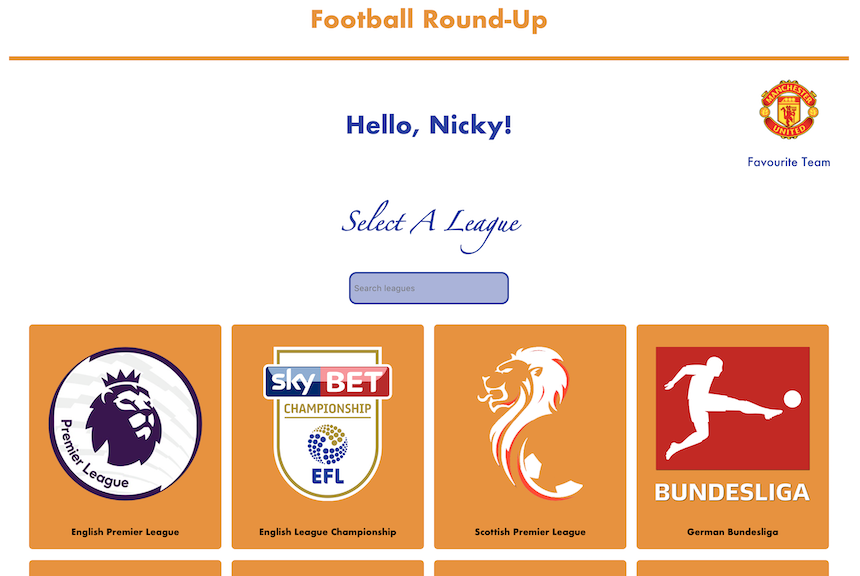 Football Round-Up
MANCHESTER
UNITED
Hello, Nicky!
Favourite Team
Select A League
Search leagues
Premier League
sky BET
CHAMPIONSHIP
EFL
BUNDESLIGA
English Premier League
English League Championship
Scottish Premier League
German Bundesliga